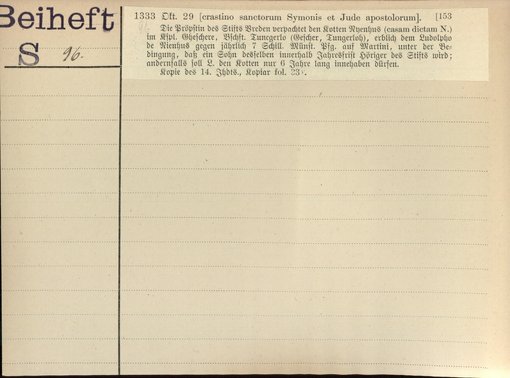 Beiheft
S 96.
1333 Okt. 29 [crastino sanctorum Symonis et Jude apostolorum]. [153
Die Pröpstin des Stifts Vreden verpachtet den Kotten Nyenhus (casam dictam N.)
im Kspl. Gheschere, Bschft. Tungerlo (Gescher, Tungerloh), erblich dem Ludolpho
de Nienhus gegen jährlich 7 Schill. Münst. Pfg. auf Martini, unter der Be-
dingung, daß ein Sohn desselben innerhalb Jahresfrist Höriger des Stifts wird;
andernfalls soll L. den Kotten nur 6 Jahre lang innehaben dürfen.
Kopie des 14. Jhdts., Kopiar fol.